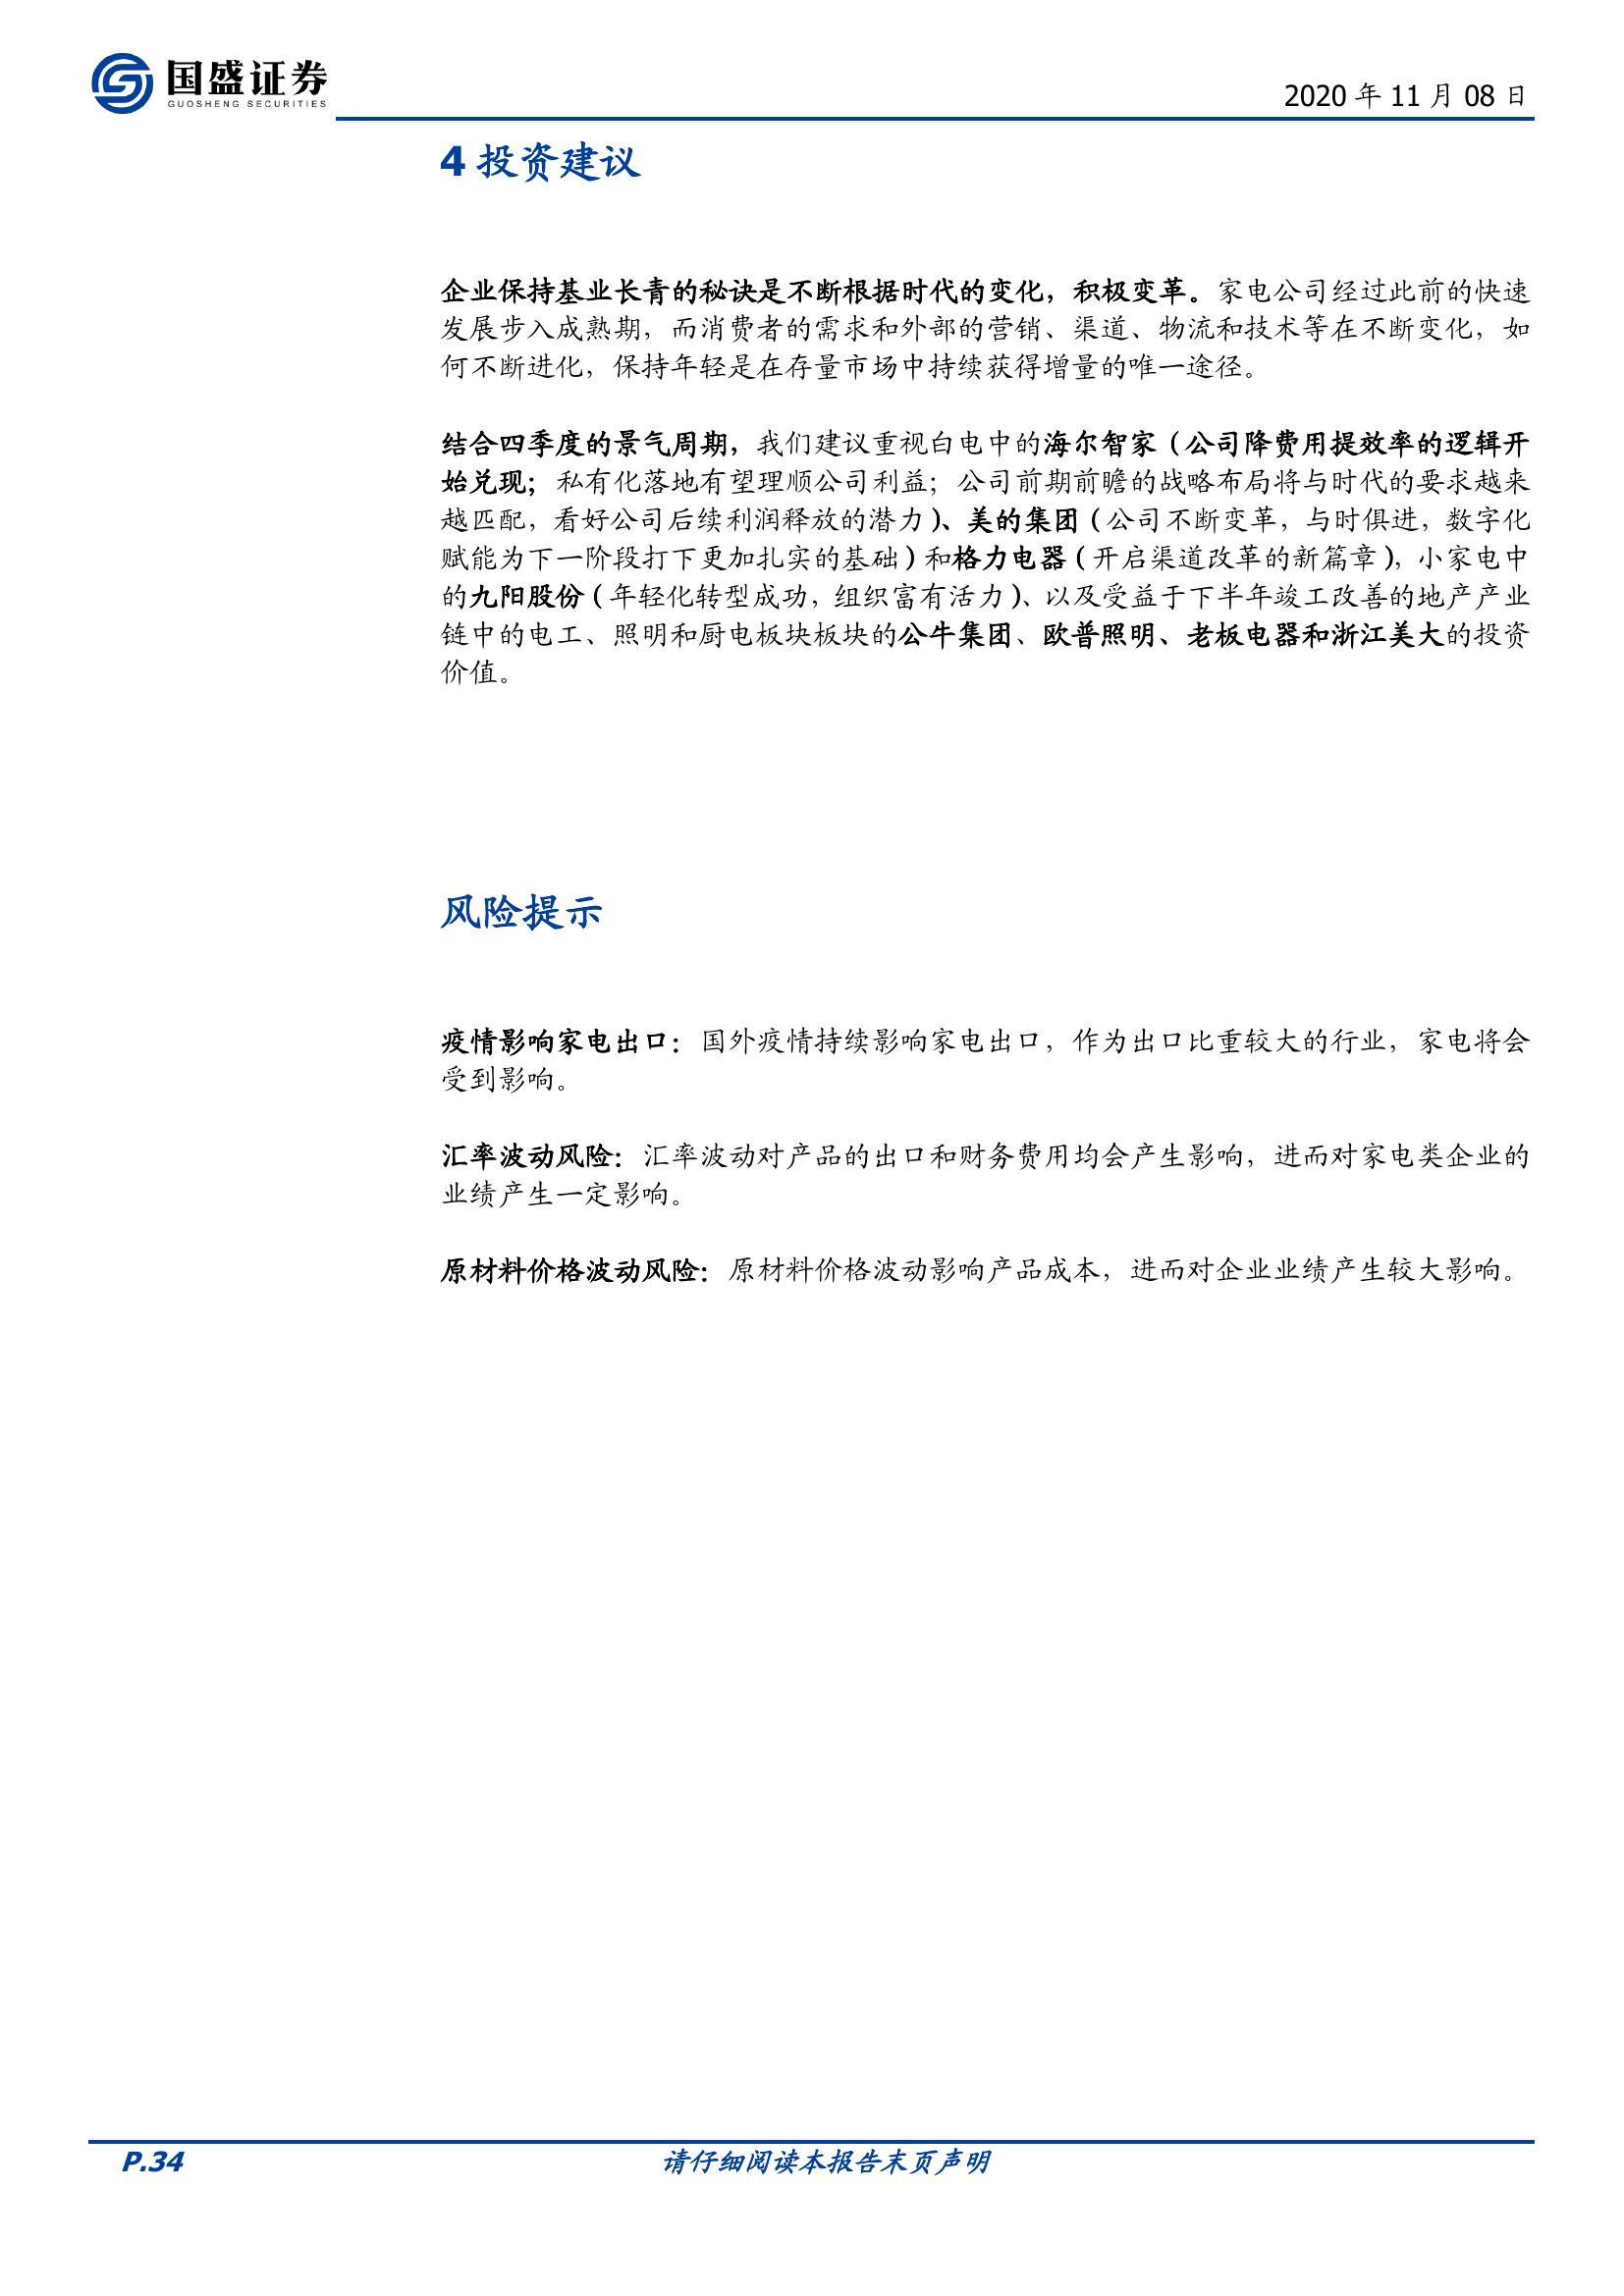 国盛证券
GUOSHENG SECURITIES
2020 年 11 月 08 日
4 投资建议
企业保持基业长青的秘诀是不断根据时代的变化，积极变革。家电公司经过此前的快速
发展步入成熟期，而消费者的需求和外部的营销、渠道、物流和技术等在不断变化，如
何不断进化，保持年轻是在存量市场中持续获得增量的唯一途径。
结合四季度的景气周期，我们建议重视白电中的海尔智家（公司降费用提效率的逻辑开
始兑现；私有化落地有望理顺公司利益；公司前期前瞻的战略布局将与时代的要求越来
越匹配，看好公司后续利润释放的潜力）、美的集团（公司不断变革，与时俱进，数字化
赋能为下一阶段打下更加扎实的基础）和格力电器（开启渠道改革的新篇章），小家电中
的九阳股份（年轻化转型成功，组织富有活力）、以及受益于下半年竣工改善的地产产业
链中的电工、照明和厨电板块板块的公牛集团、欧普照明、老板电器和浙江美大的投资
价值。
风险提示
疫情影响家电出口：国外疫情持续影响家电出口，作为出口比重较大的行业，家电将会
受到影响。
汇率波动风险：汇率波动对产品的出口和财务费用均会产生影响，进而对家电类企业的
业绩产生一定影响。
原材料价格波动风险：原材料价格波动影响产品成本，进而对企业业绩产生较大影响。
P.34
请仔细阅读本报告末页声明